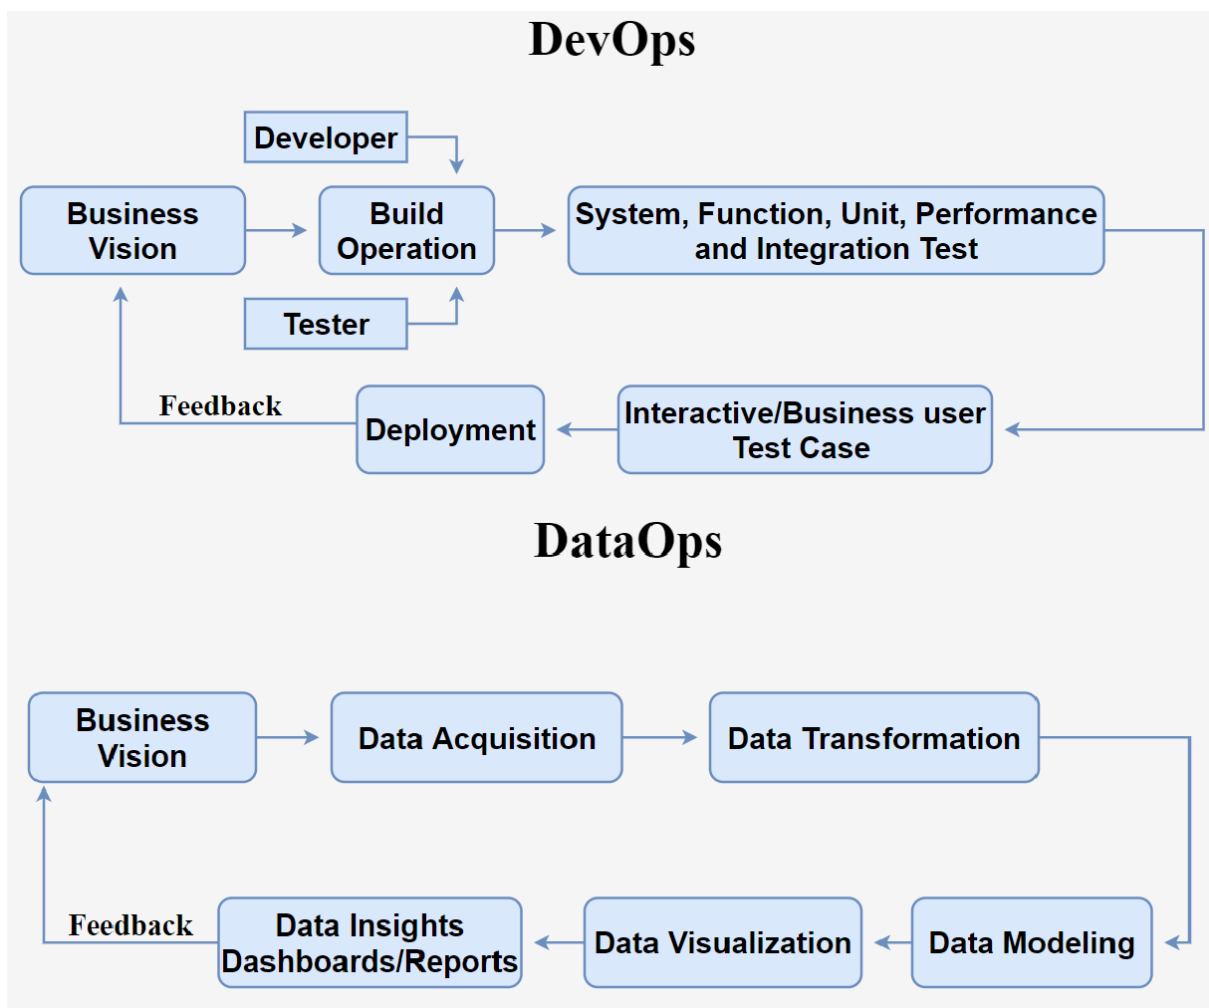 DevOps
Developer
Business
Vision
Build
Operation
System, Function, Unit, Performance
and Integration Test
Tester
Feedback
Deployment
Interactive/Business user
Test Case
DataOps
Business
Vision
Data Acquisition
Data Transformation
Feedback
Data Insights
Dashboards/Reports
Data Visualization
Data Modeling